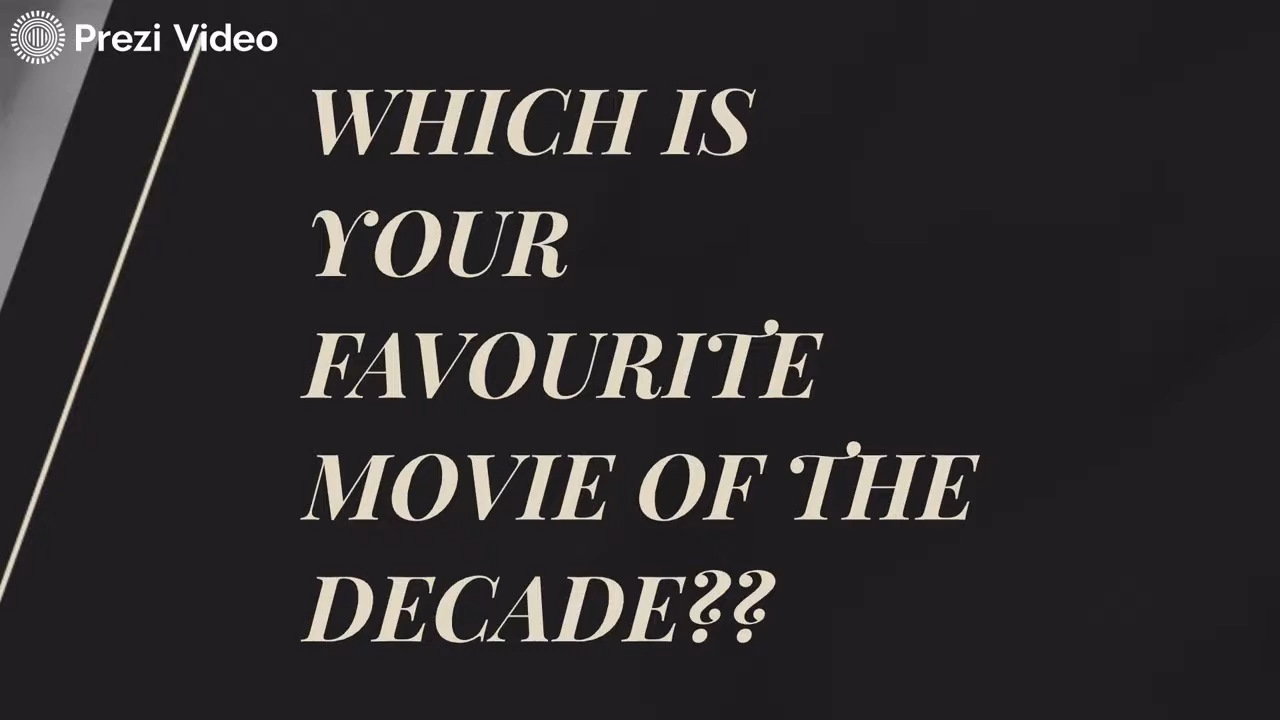 Prezi Video
WHICH IS
YOUR
FAVOURITE
MOVIE OF THE
DECADE??